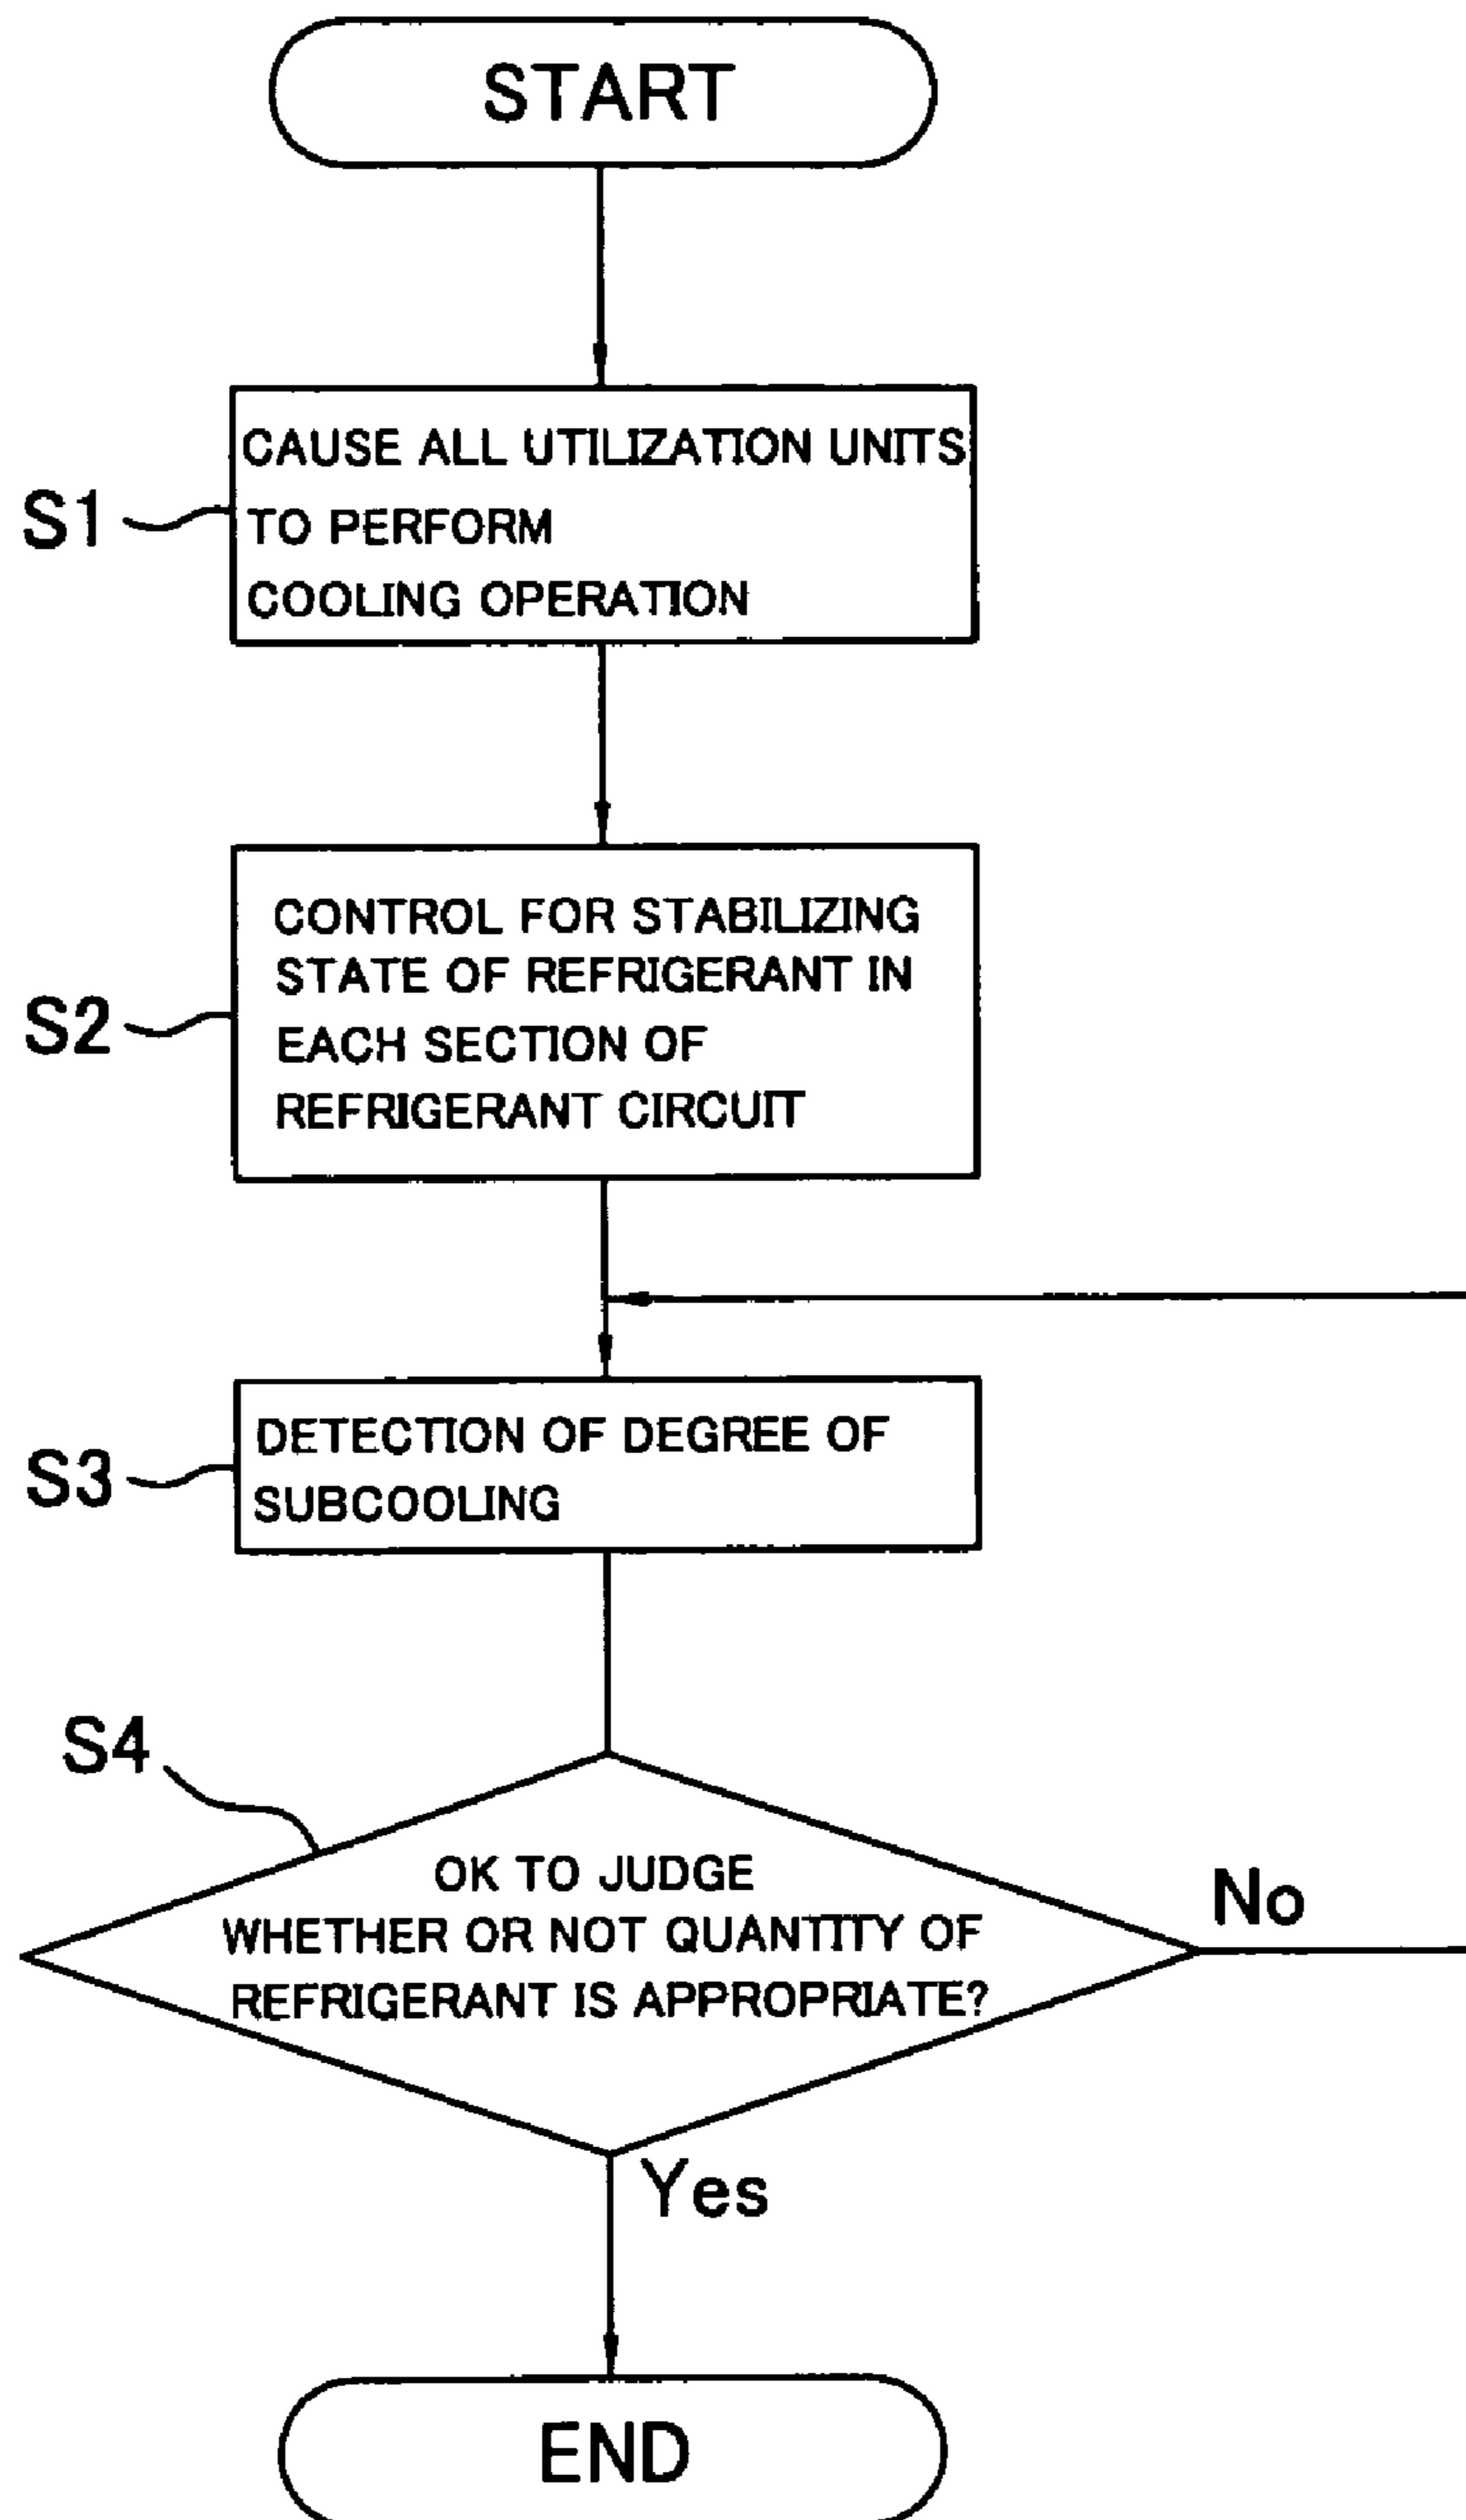 START
S1
CAUSE ALL UTILIZATION UNITS
TO PERFORM
COOLING OPERATION
S2
CONTROL FOR STABILIZING
STATE OF REFRIGERANT IN
EACH SECTION OF
REFRIGERANT CIRCUIT
S3
DETECTION OF DEGREE OF
SUBCOOLING
S4
OK TO JUDGE
WHETHER OR NOT QUANTITY OF
REFRIGERANT IS APPROPRIATE?
No
Yes
END